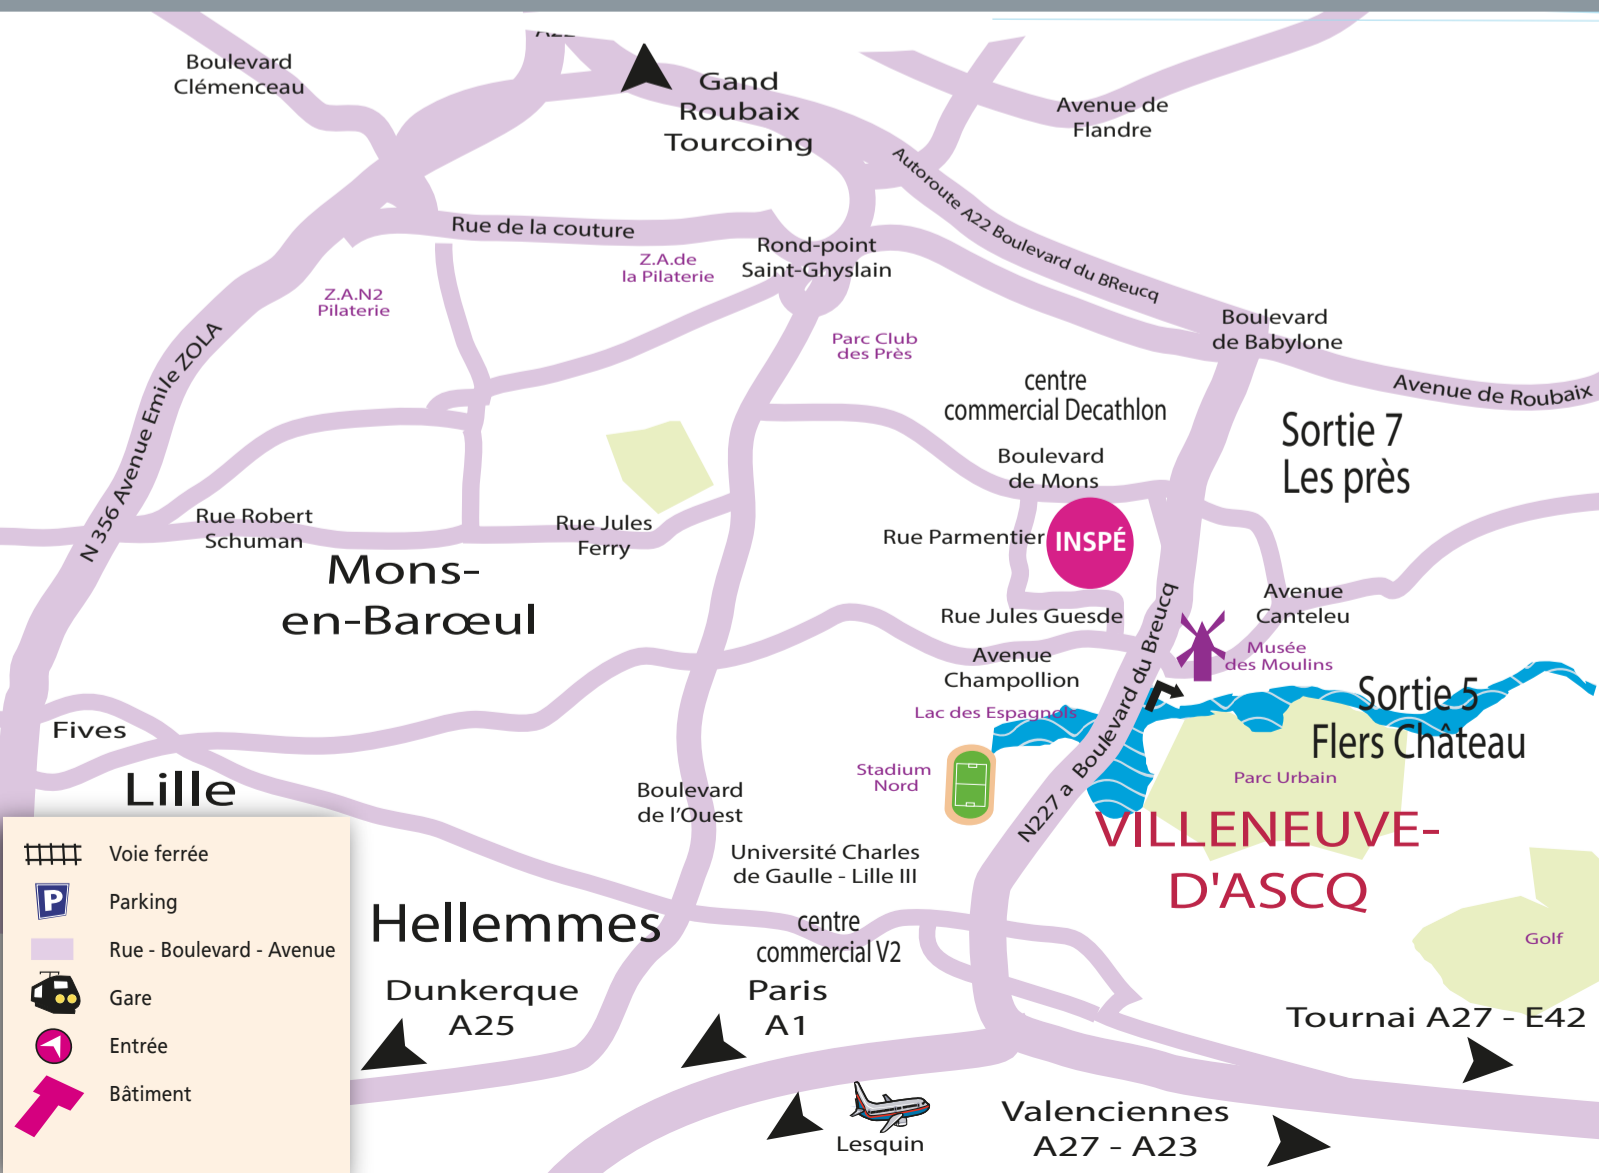 Boulevard
Clémenceau
Gand
Roubaix
Tourcoing
Avenue de
Flandre
Autoroute A22 Boulevard du BReucq
Rue de la couture
Rond-point
Saint-Ghyslain
Z.A.de
la Pilaterie
Z.A.N2
Pilaterie
N 356 Avenue Emile ZOLA
Parc Club
des Près
Boulevard
de Babylone
Avenue de Roubaix
centre
commercial Decathlon
Sortie 7
Les près
Boulevard
de Mons
Rue Robert
Schuman
Rue Jules
Ferry
Rue Parmentier
INSPÉ
Mons-
en-Barœul
Rue Jules Guesde
Avenue
Canteleu
Avenue
Champollion
Musée
des Moulins
Lac des Espagnols
N227 a Boulevard du Breucq
Sortie 5
Flers Château
Fives
Lille
Stadium
Nord
Parc Urbain
Boulevard
de l'Ouest
VILLENEUVE-
D'ASCQ
Université Charles
de Gaulle - Lille III
Hellemmes
centre
commercial V2
Golf
Dunkerque
A25
Paris
A1
Tournai A27 - E42
Lesquin
Valenciennes
A27 - A23
Voie ferrée
P Parking
Rue - Boulevard - Avenue
Gare
Entrée
Bâtiment